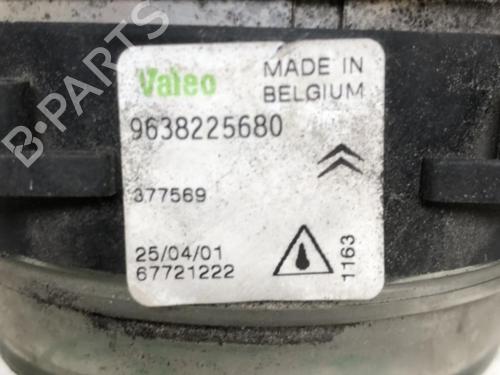 Valeo
MADE IN
BELGIUM
9638225680
377569
25/04/01
67721222
1163
B-PARTS